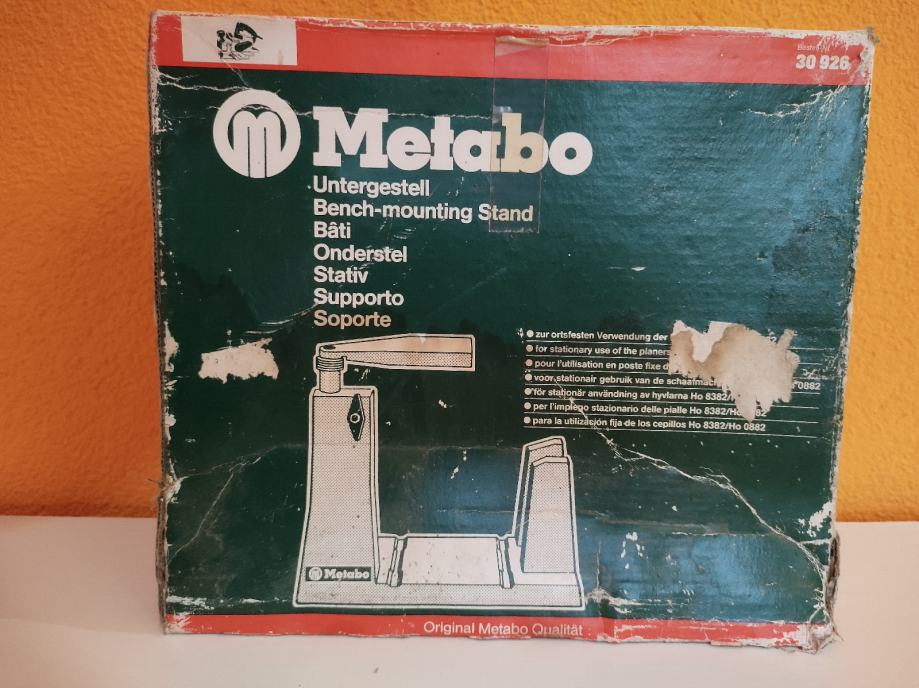 Bestell-Nr.
30 926
Metabo
Untergestell
Bench-mounting Stand
Bâti
Onderstel
Stativ
Supporto
Soporte
zur ortsfesten Verwendung der
for stationary use of the planers
pour l'utilisation en poste fixe
voor stationair gebruik van de 0882
för stationär användning av hyvlarna Ho 8382/
per l'impiego stazionario delle pialle Ho 8382/
para la utilización fija de los cepillos Ho 8382/Ho 0882
Metabo
Original Metabo Qualität